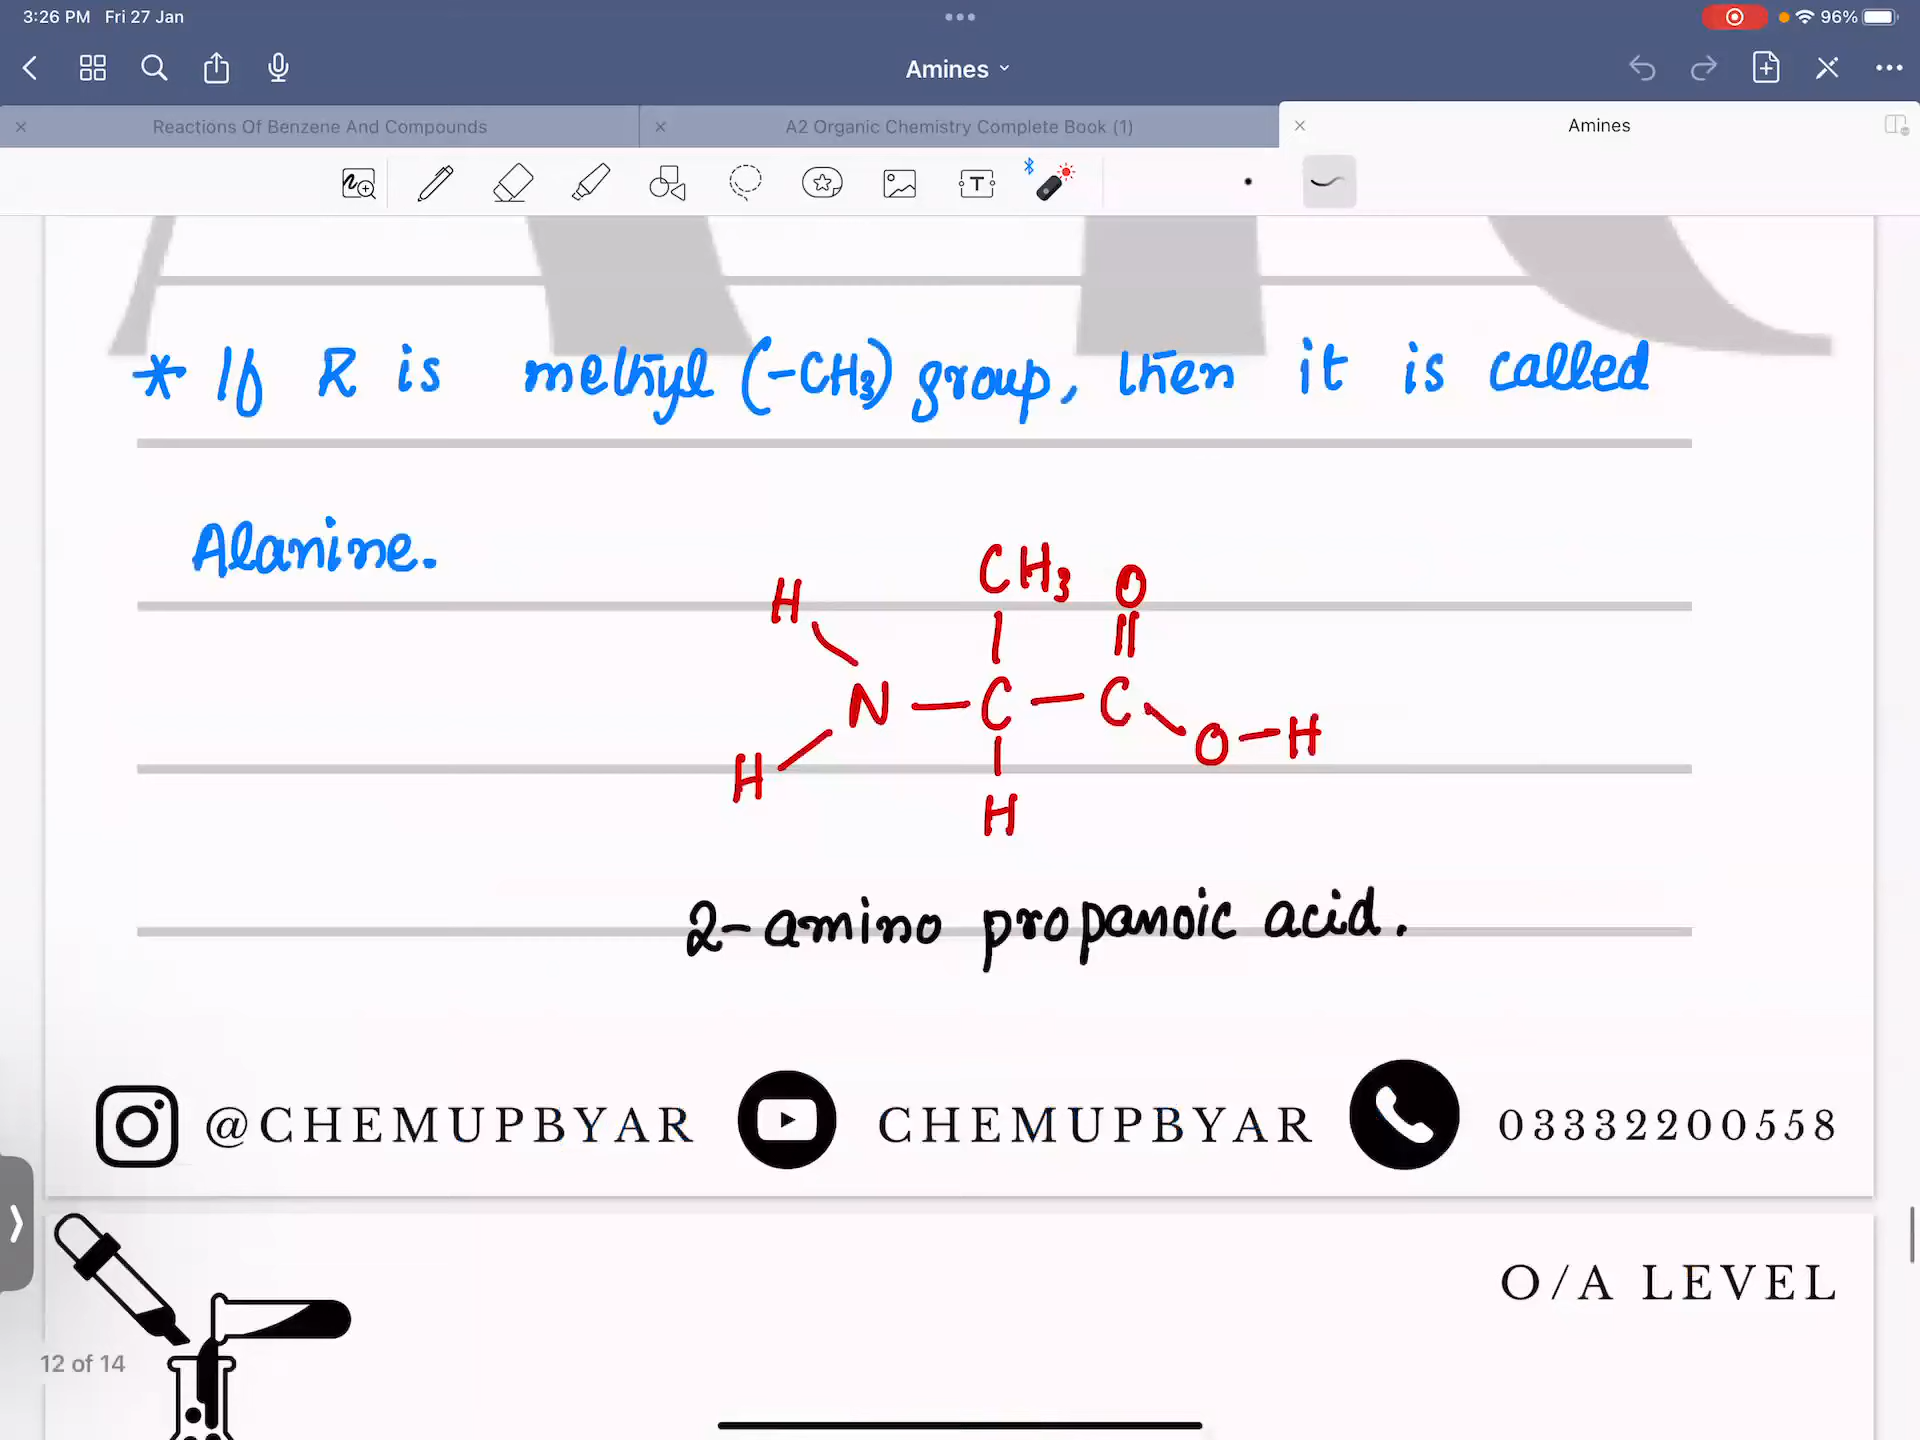 3:26 PM Fri 27 Jan
96%
Amines
Reactions Of Benzene And Compounds
A2 Organic Chemistry Complete Book (1)
Amines
T
* If R is methyl (-CH3) group, then it is called
Alanine.
H CH3 O
N — C — C
O — H
H
H
2-amino propanoic acid.
@CHEMUPBYAR CHEMUPBYAR 03332200558
O/A LEVEL
12 of 14